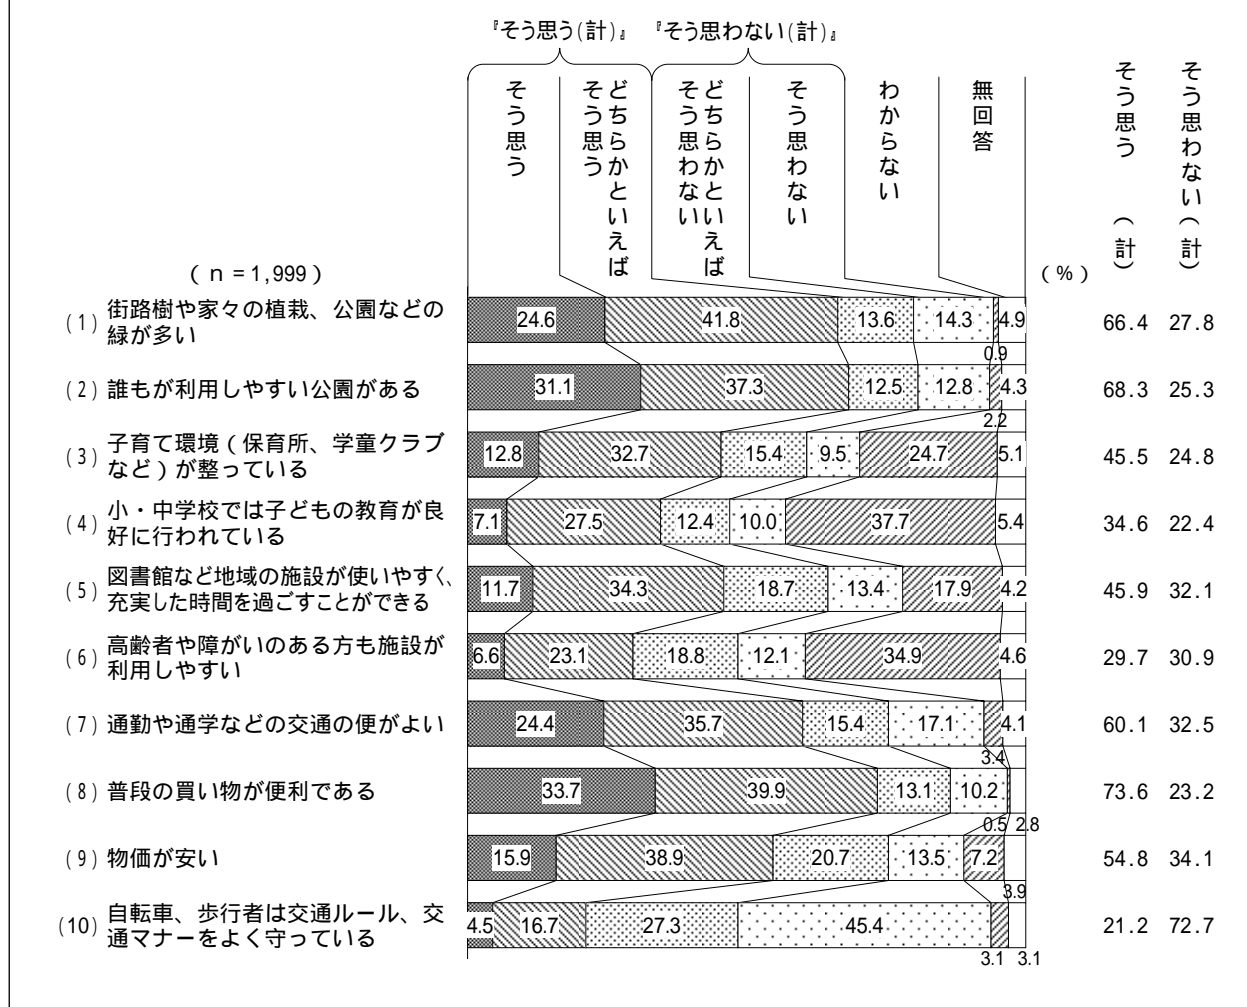 『そう思う(計)』 『そう思わない(計)』
そう思う
どちらかといえば
そう思う
どちらかといえば
そう思わない
そう思わない
わからない
無回答
そう思う (計)
そう思わない(計)
(n=1,999)
(%)
(1) 街路樹や家々の植栽、公園などの
緑が多い
24.6 41.8 13.6 14.3 4.9 66.4 27.8
0.9
(2) 誰もが利用しやすい公園がある 31.1 37.3 12.5 12.8 4.3 68.3 25.3
2.2
(3) 子育て環境(保育所、学童クラブ
など)が整っている
12.8 32.7 15.4 9.5 24.7 5.1 45.5 24.8
(4) 小・中学校では子どもの教育が良
好に行われている
7.1 27.5 12.4 10.0 37.7 5.4 34.6 22.4
(5) 図書館など地域の施設が使いやすく、
充実した時間を過ごすことができる
11.7 34.3 18.7 13.4 17.9 4.2 45.9 32.1
(6) 高齢者や障がいのある方も施設が
利用しやすい
6.6 23.1 18.8 12.1 34.9 4.6 29.7 30.9
(7) 通勤や通学などの交通の便がよい 24.4 35.7 15.4 17.1 4.1 60.1 32.5
3.4
(8) 普段の買い物が便利である 33.7 39.9 13.1 10.2 73.6 23.2
0.5 2.8
(9) 物価が安い 15.9 38.9 20.7 13.5 7.2 54.8 34.1
3.9
(10) 自転車、歩行者は交通ルール、交
通マナーをよく守っている
4.5 16.7 27.3 45.4 21.2 72.7
3.1 3.1